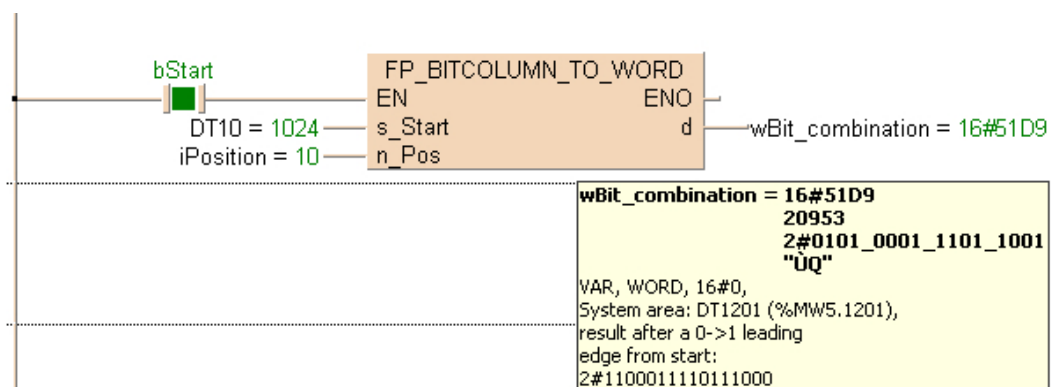 bStart
FP_BITCOLUMN_TO_WORD
EN ENO
DT10 = 1024 s_Start d wBit_combination = 16#51D9
iPosition = 10 n_Pos
wBit_combination = 16#51D9
20953
2#0101_0001_1101_1001
"ÙQ"
VAR, WORD, 16#0,
System area: DT1201 (%MW5.1201),
result after a 0->1 leading
edge from start:
2#1100011110111000